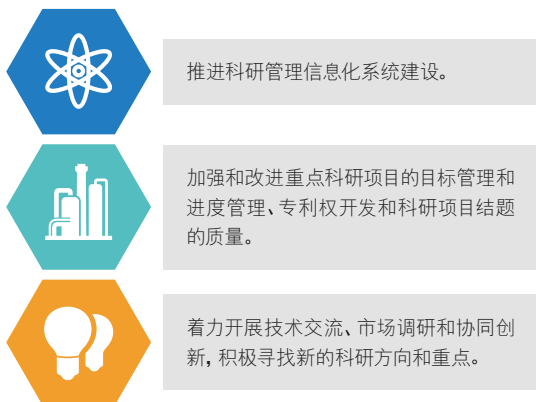 推进科研管理信息化系统建设。
加强和改进重点科研项目的目标管理和
进度管理、专利权开发和科研项目结题
的质量。
着力开展技术交流、市场调研和协同创
新，积极寻找新的科研方向和重点。